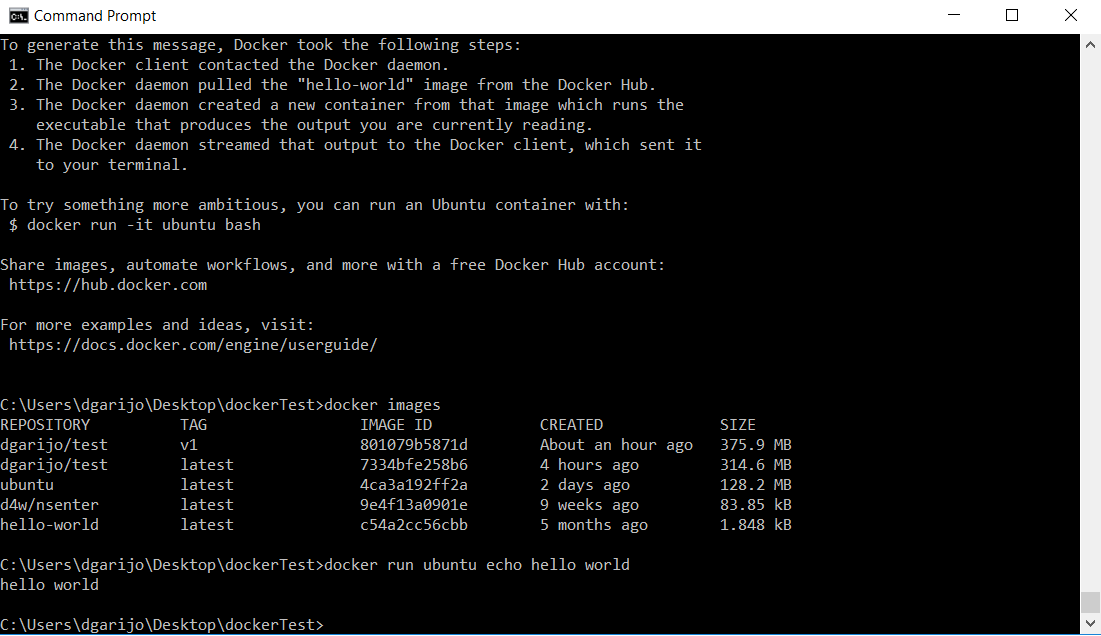 Command Prompt
To generate this message, Docker took the following steps:
 1. The Docker client contacted the Docker daemon.
 2. The Docker daemon pulled the "hello-world" image from the Docker Hub.
 3. The Docker daemon created a new container from that image which runs the
    executable that produces the output you are currently reading.
 4. The Docker daemon streamed that output to the Docker client, which sent it
    to your terminal.

To try something more ambitious, you can run an Ubuntu container with:
 $ docker run -it ubuntu bash

Share images, automate workflows, and more with a free Docker Hub account:
 https://hub.docker.com

For more examples and ideas, visit:
 https://docs.docker.com/engine/userguide/


C:\Users\dgarijo\Desktop\dockerTest>docker images
REPOSITORY          TAG                 IMAGE ID            CREATED             SIZE
dgarijo/test        v1                  801079b5871d        About an hour ago   375.9 MB
dgarijo/test        latest              7334bfe258b6        4 hours ago         314.6 MB
ubuntu              latest              4ca3a192ff2a        2 days ago          128.2 MB
d4w/nsenter         latest              9e4f13a0901e        9 weeks ago         83.85 kB
hello-world         latest              c54a2cc56cbb        5 months ago        1.848 kB

C:\Users\dgarijo\Desktop\dockerTest>docker run ubuntu echo hello world
hello world

C:\Users\dgarijo\Desktop\dockerTest>